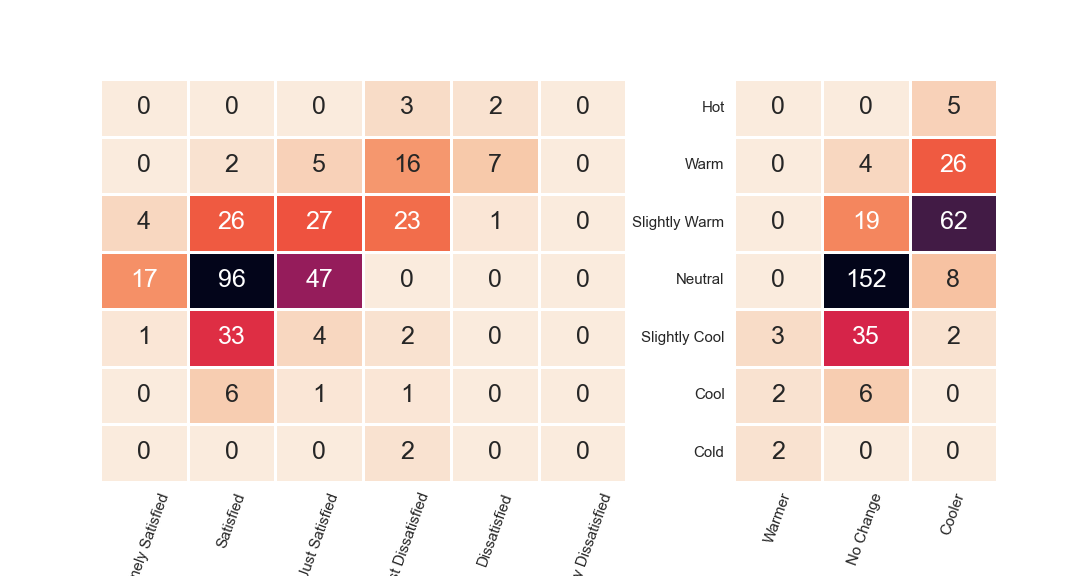 0 0 0 3 2 0 Hot 0 0 5
0 2 5 16 7 0 Warm 0 4 26
4 26 27 23 1 0 Slightly Warm 0 19 62
17 96 47 0 0 0 Neutral 0 152 8
1 33 4 2 0 0 Slightly Cool 3 35 2
0 6 1 1 0 0 Cool 2 6 0
0 0 0 2 0 0 Cold 2 0 0
Satisfied
Satisfied
Just Satisfied
Dissatisfied
Dissatisfied
Dissatisfied
Warmer
No Change
Cooler